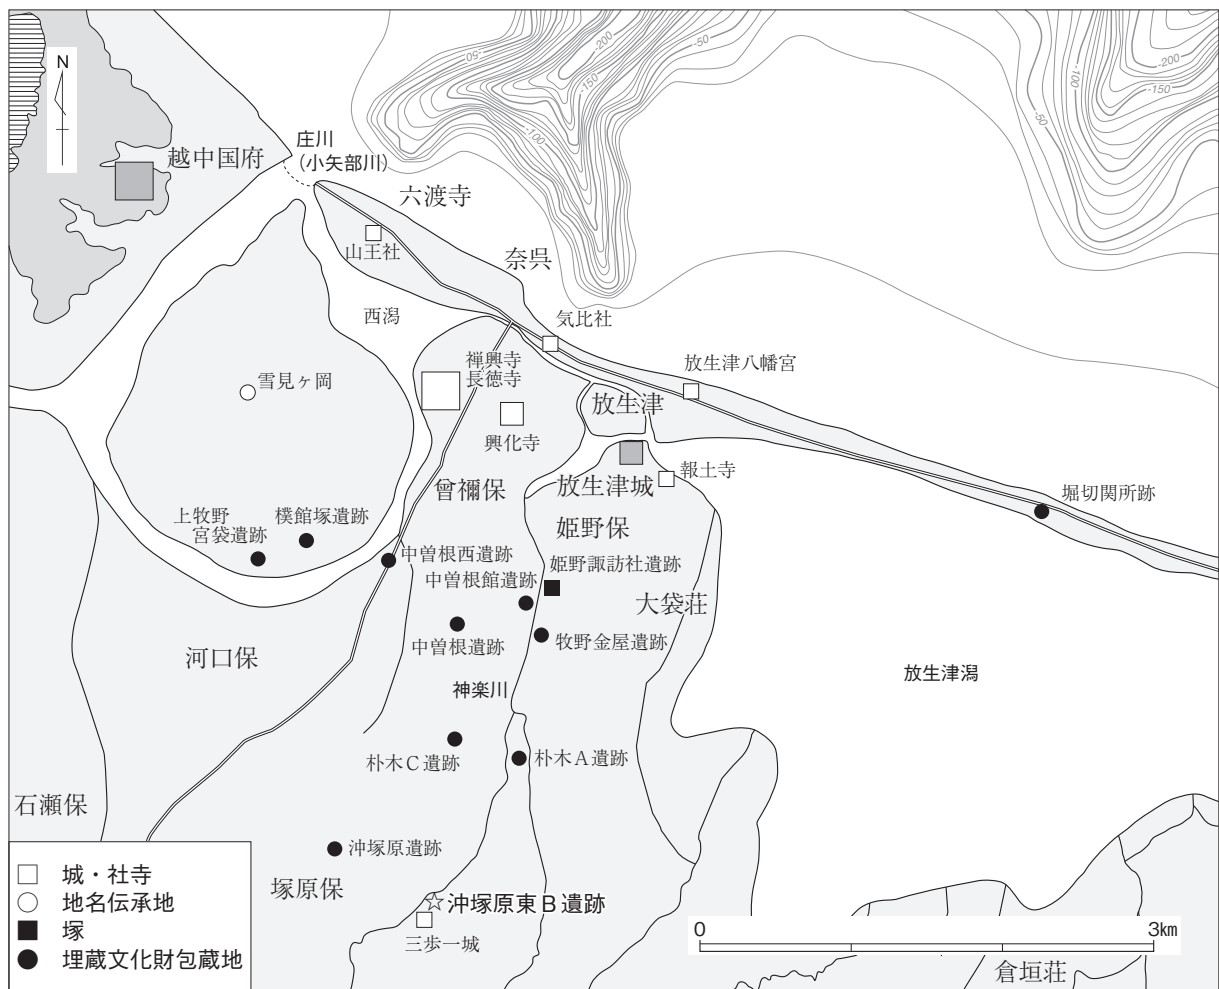 -50
-200
-150
-100
-50
-200
-150
-100
-50
N
越中国府
庄川
（小矢部川）
六渡寺
山王社
奈呉
西潟
気比社
禅興寺
長徳寺
放生津八幡宮
雪見ヶ岡
放生津
興化寺
曾禰保
放生津城
報土寺
堀切関所跡
上牧野
宮袋遺跡
樸館塚遺跡
姫野保
中曽根西遺跡
中曽根館遺跡
姫野諏訪社遺跡
大袋荘
中曽根遺跡
牧野金屋遺跡
河口保
神楽川
放生津潟
朴木C遺跡
朴木A遺跡
石瀬保
沖塚原遺跡
塚原保
☆沖塚原東B遺跡
三歩一城
倉垣荘
0
3km
□ 城・社寺
○ 地名伝承地
■ 塚
● 埋蔵文化財包蔵地